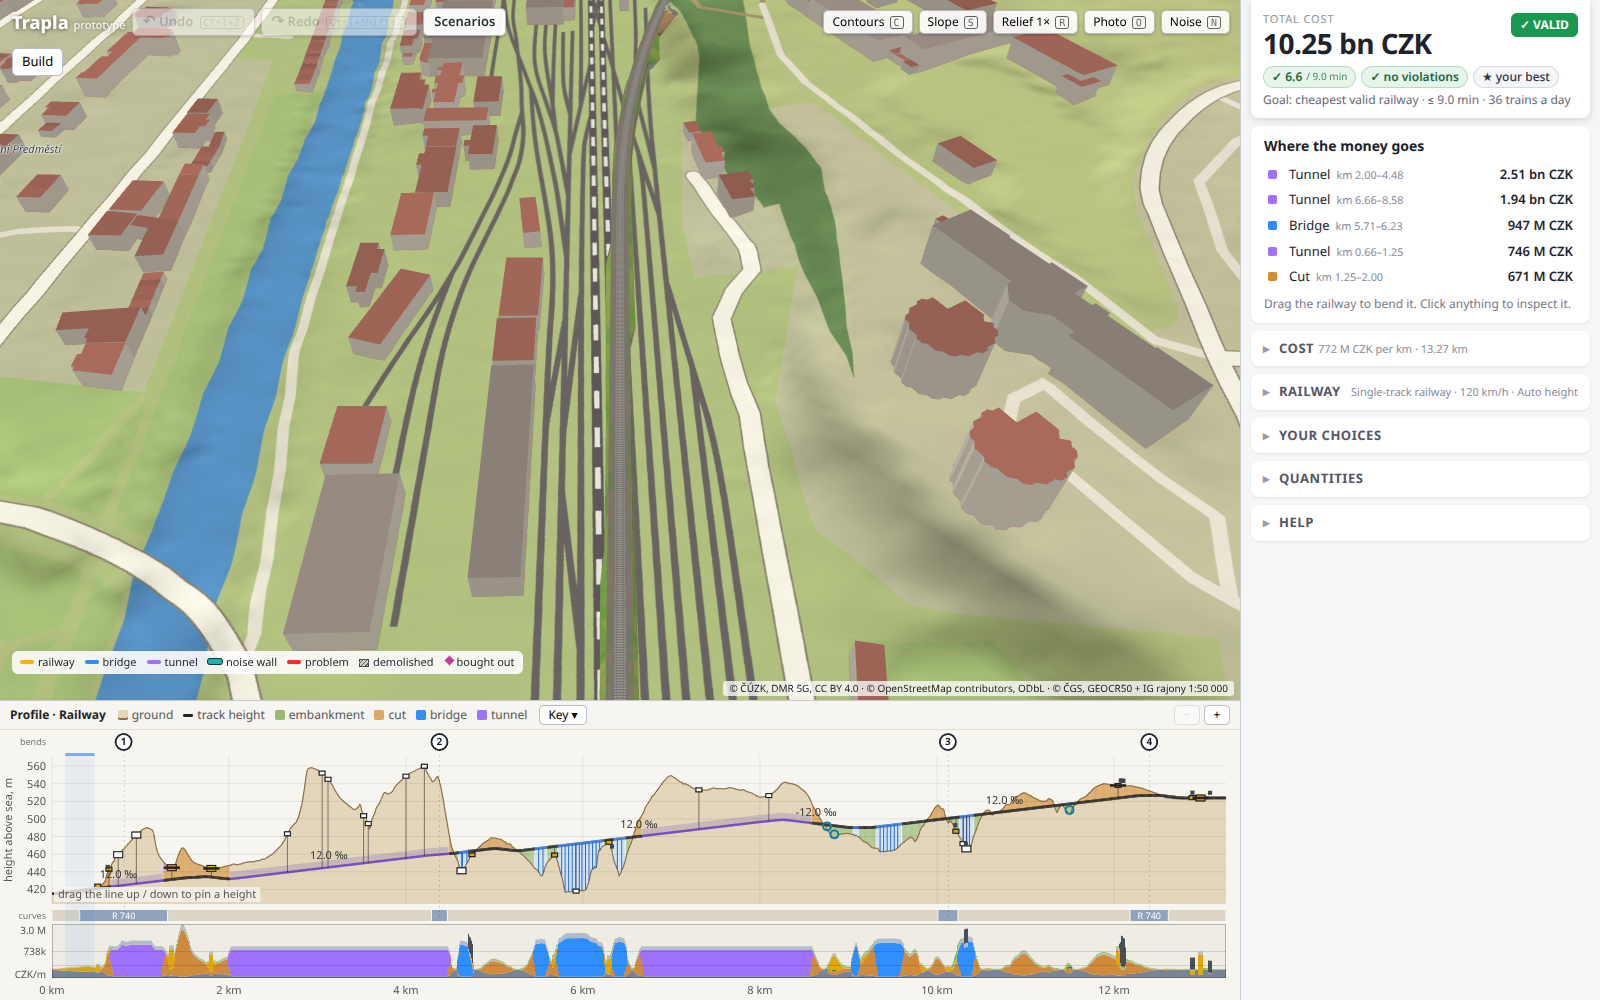 Trapla prototype
↶ Undo Ctrl+Z
↷ Redo Ctrl+Shift+Z
Scenarios
Contours C
Slope S
Relief 1× R
Photo O
Noise N
Build
ní Předměstí
railway
bridge
tunnel
noise wall
problem
demolished
bought out
© ČÚZK, DMR 5G, CC BY 4.0 · © OpenStreetMap contributors, ODbL · © ČGS, GEOCR50 + IG rajony 1:50 000
TOTAL COST
10.25 bn CZK
✓ VALID
✓ 6.6 / 9.0 min
✓ no violations
★ your best
Goal: cheapest valid railway · ≤ 9.0 min · 36 trains a day
Where the money goes
Tunnel km 2.00–4.48 2.51 bn CZK
Tunnel km 6.66–8.58 1.94 bn CZK
Bridge km 5.71–6.23 947 M CZK
Tunnel km 0.66–1.25 746 M CZK
Cut km 1.25–2.00 671 M CZK
Drag the railway to bend it. Click anything to inspect it.
▸ COST 772 M CZK per km · 13.27 km
▸ RAILWAY Single-track railway · 120 km/h · Auto height
▸ YOUR CHOICES
▸ QUANTITIES
▸ HELP
Profile · Railway
ground
track height
embankment
cut
bridge
tunnel
Key ▾
−
+
bends
1
2
3
4
height above sea, m
560
540
520
500
480
460
440
420
12.0 ‰
12.0 ‰
12.0 ‰
-12.0 ‰
12.0 ‰
drag the line up / down to pin a height
curves
R 740
R 740
3.0 M
738k
CZK/m
0 km
2 km
4 km
6 km
8 km
10 km
12 km